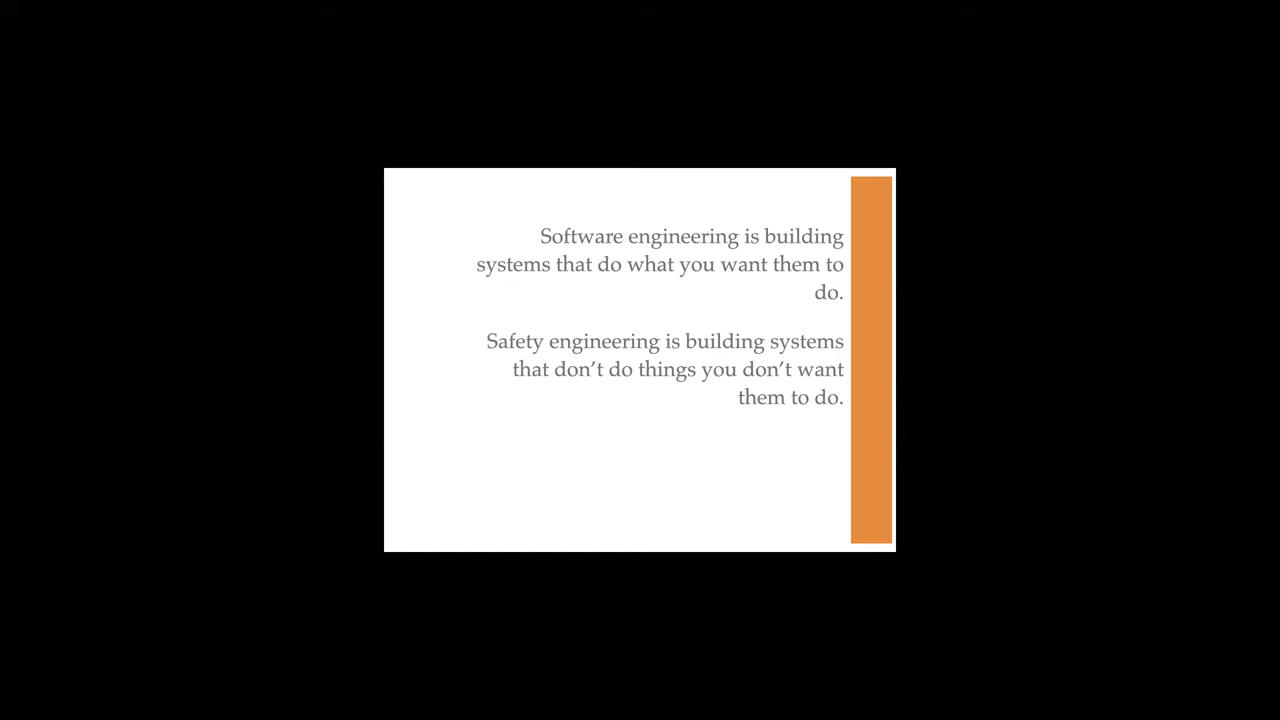 Software engineering is building
systems that do what you want them to
do.
Safety engineering is building systems
that don’t do things you don’t want
them to do.